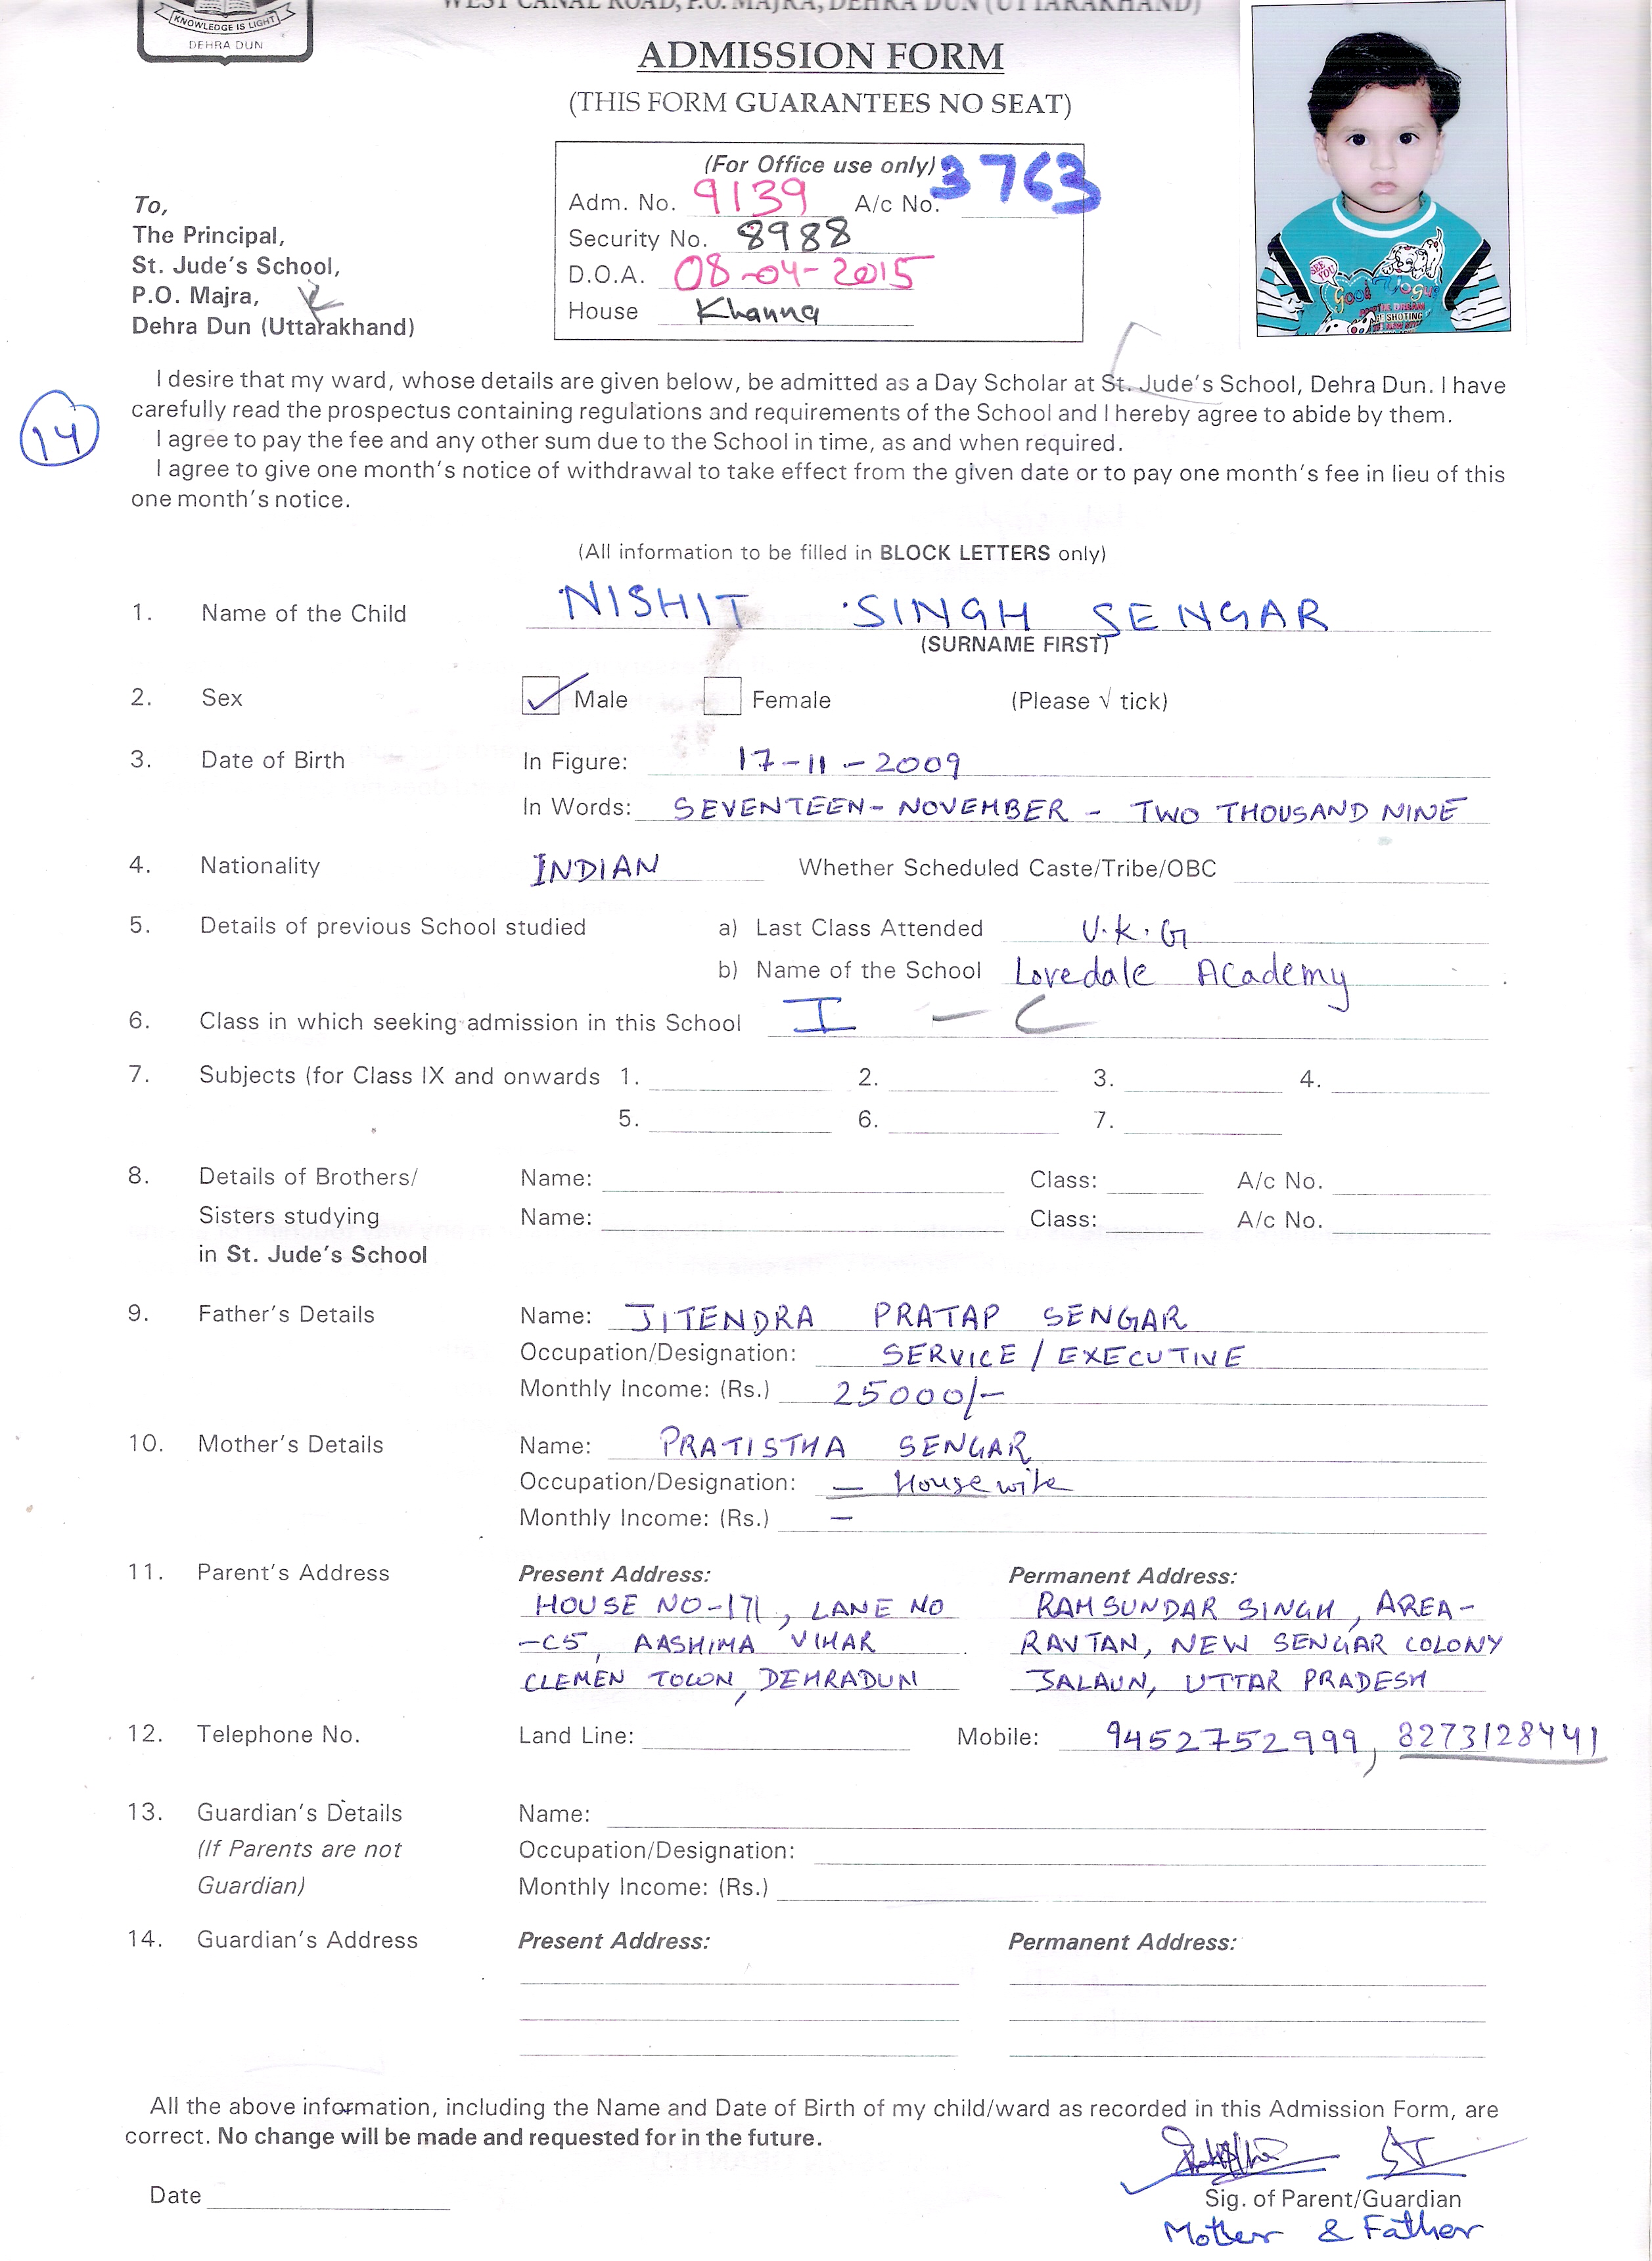 WEST CANAL ROAD, P.O. MAJRA, DEHRA DUN (UTTARAKHAND)
KNOWLEDGE IS LIGHT
DEHRA DUN
ADMISSION FORM
(THIS FORM GUARANTEES NO SEAT)
(For Office use only)
Adm. No. 9139 A/c No. 3763
Security No. 8988
D.O.A. 08-04-2015
House Khanna
To,
The Principal,
St. Jude's School,
P.O. Majra,
Dehra Dun (Uttarakhand)
SEE YOU
Good
I desire that my ward, whose details are given below, be admitted as a Day Scholar at St. Jude's School, Dehra Dun. I have
carefully read the prospectus containing regulations and requirements of the School and I hereby agree to abide by them.
14
I agree to pay the fee and any other sum due to the School in time, as and when required.
I agree to give one month's notice of withdrawal to take effect from the given date or to pay one month's fee in lieu of this
one month's notice.
(All information to be filled in BLOCK LETTERS only)
1. Name of the Child NISHIT SINGH SENGAR
(SURNAME FIRST)
2. Sex Male Female (Please √ tick)
3. Date of Birth In Figure: 17-11-2009
In Words: SEVENTEEN- NOVEMBER - TWO THOUSAND NINE
4. Nationality INDIAN Whether Scheduled Caste/Tribe/OBC
5. Details of previous School studied a) Last Class Attended U.K.G
b) Name of the School Lovedale Academy
6. Class in which seeking admission in this School I - C
7. Subjects (for Class IX and onwards 1. 2. 3. 4.
5. 6. 7.
8. Details of Brothers/ Name: Class: A/c No.
Sisters studying Name: Class: A/c No.
in St. Jude's School
9. Father's Details Name: JITENDRA PRATAP SENGAR
Occupation/Designation: SERVICE / EXECUTIVE
Monthly Income: (Rs.) 25000/-
10. Mother's Details Name: PRATISTHA SENGAR
Occupation/Designation: — Housewife
Monthly Income: (Rs.) —
11. Parent's Address Present Address: Permanent Address:
HOUSE NO-171, LANE NO RAM SUNDAR SINGH, AREA-
-C5, AASHIMA VIHAR RAVTAN, NEW SENGAR COLONY
CLEMEN TOWN, DEHRADUN JALAUN, UTTAR PRADESH
12. Telephone No. Land Line: Mobile: 9452752999, 8273128441
13. Guardian's Details Name:
(If Parents are not Occupation/Designation:
Guardian) Monthly Income: (Rs.)
14. Guardian's Address Present Address: Permanent Address:
All the above information, including the Name and Date of Birth of my child/ward as recorded in this Admission Form, are
correct. No change will be made and requested for in the future.
Date
Sig. of Parent/Guardian
Mother & Father